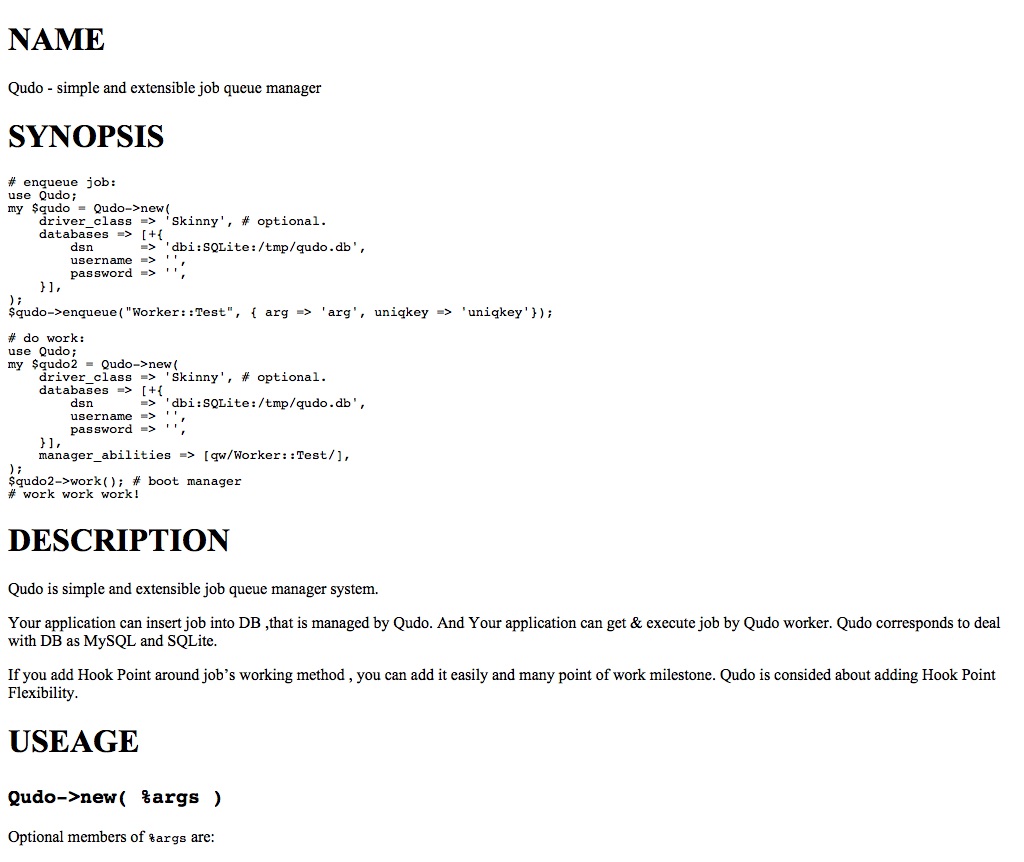 NAME
Qudo - simple and extensible job queue manager
SYNOPSIS
# enqueue job:
use Qudo;
my $qudo = Qudo->new(
    driver_class => 'Skinny', # optional.
    databases => [+{
        dsn      => 'dbi:SQLite:/tmp/qudo.db',
        username => '',
        password => '',
    }],
);
$qudo->enqueue("Worker::Test", { arg => 'arg', uniqkey => 'uniqkey'});
# do work:
use Qudo;
my $qudo2 = Qudo->new(
    driver_class => 'Skinny', # optional.
    databases => [+{
        dsn      => 'dbi:SQLite:/tmp/qudo.db',
        username => '',
        password => '',
    }],
    manager_abilities => [qw/Worker::Test/],
);
$qudo2->work(); # boot manager
# work work work!
DESCRIPTION
Qudo is simple and extensible job queue manager system.
Your application can insert job into DB ,that is managed by Qudo. And Your application can get & execute job by Qudo worker. Qudo corresponds to deal
with DB as MySQL and SQLite.
If you add Hook Point around job’s working method , you can add it easily and many point of work milestone. Qudo is consided about adding Hook Point
Flexibility.
USEAGE
Qudo->new( %args )
Optional members of %args are: